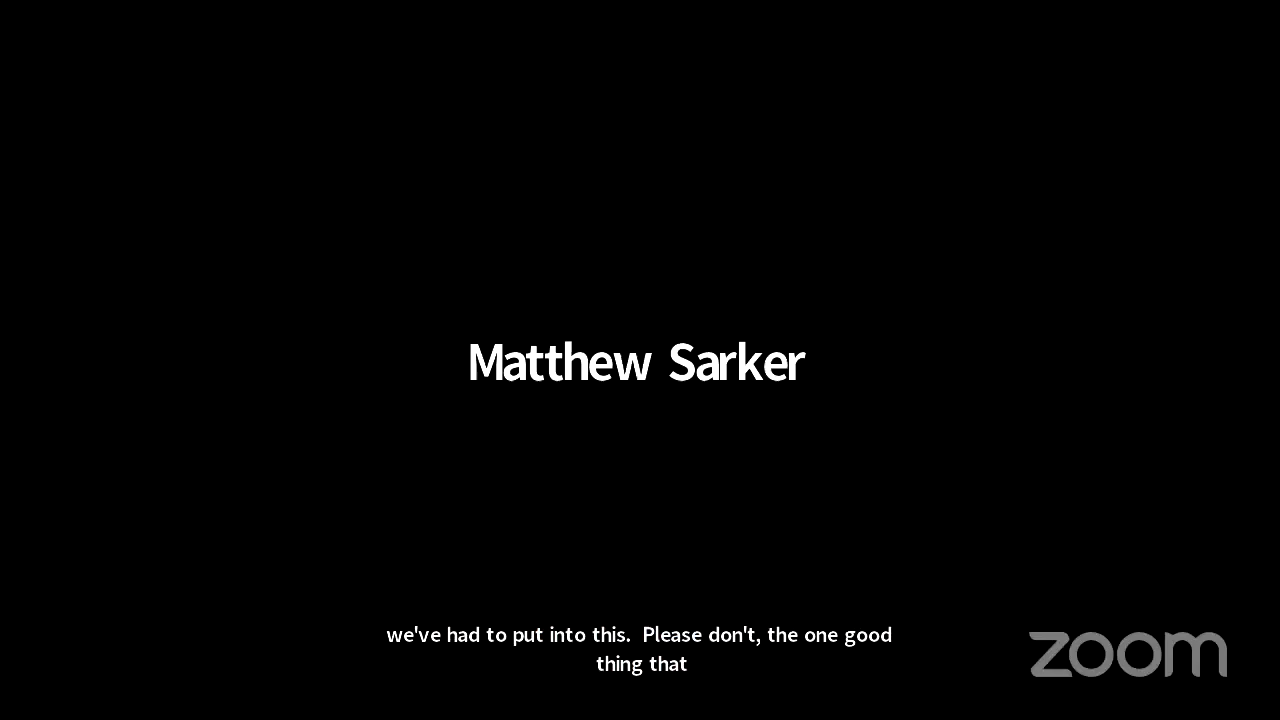 Matthew Sarker
we've had to put into this.  Please don't, the one good
thing that
zoom